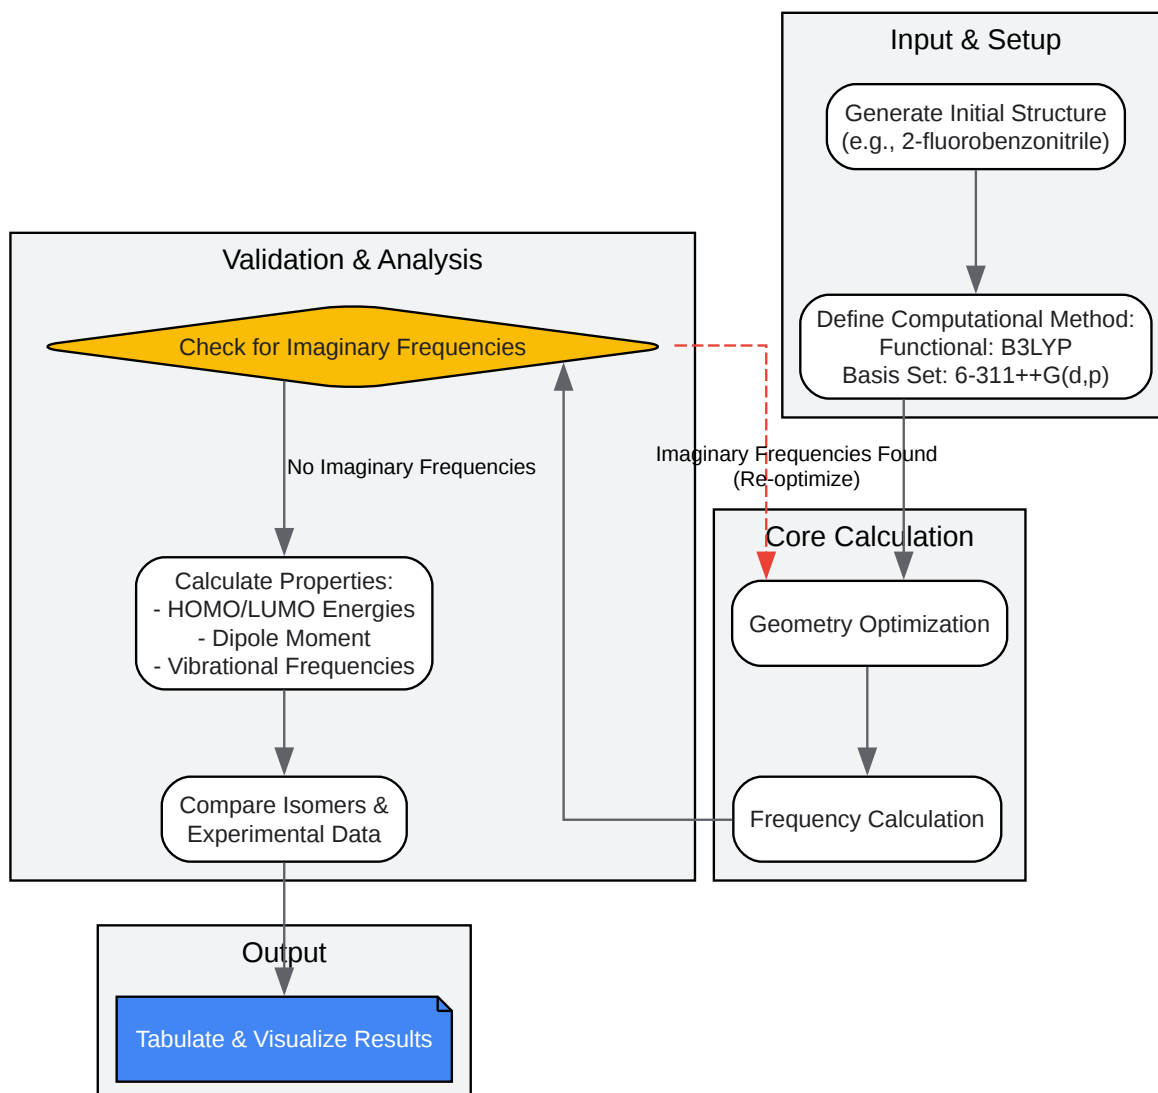 Input & Setup
Generate Initial Structure
(e.g., 2-fluorobenzonitrile)
Define Computational Method:
Functional: B3LYP
Basis Set: 6-311++G(d,p)
Validation & Analysis
Check for Imaginary Frequencies
No Imaginary Frequencies
Imaginary Frequencies Found
(Re-optimize)
Core Calculation
Geometry Optimization
Frequency Calculation
Calculate Properties:
- HOMO/LUMO Energies
- Dipole Moment
- Vibrational Frequencies
Compare Isomers &
Experimental Data
Output
Tabulate & Visualize Results